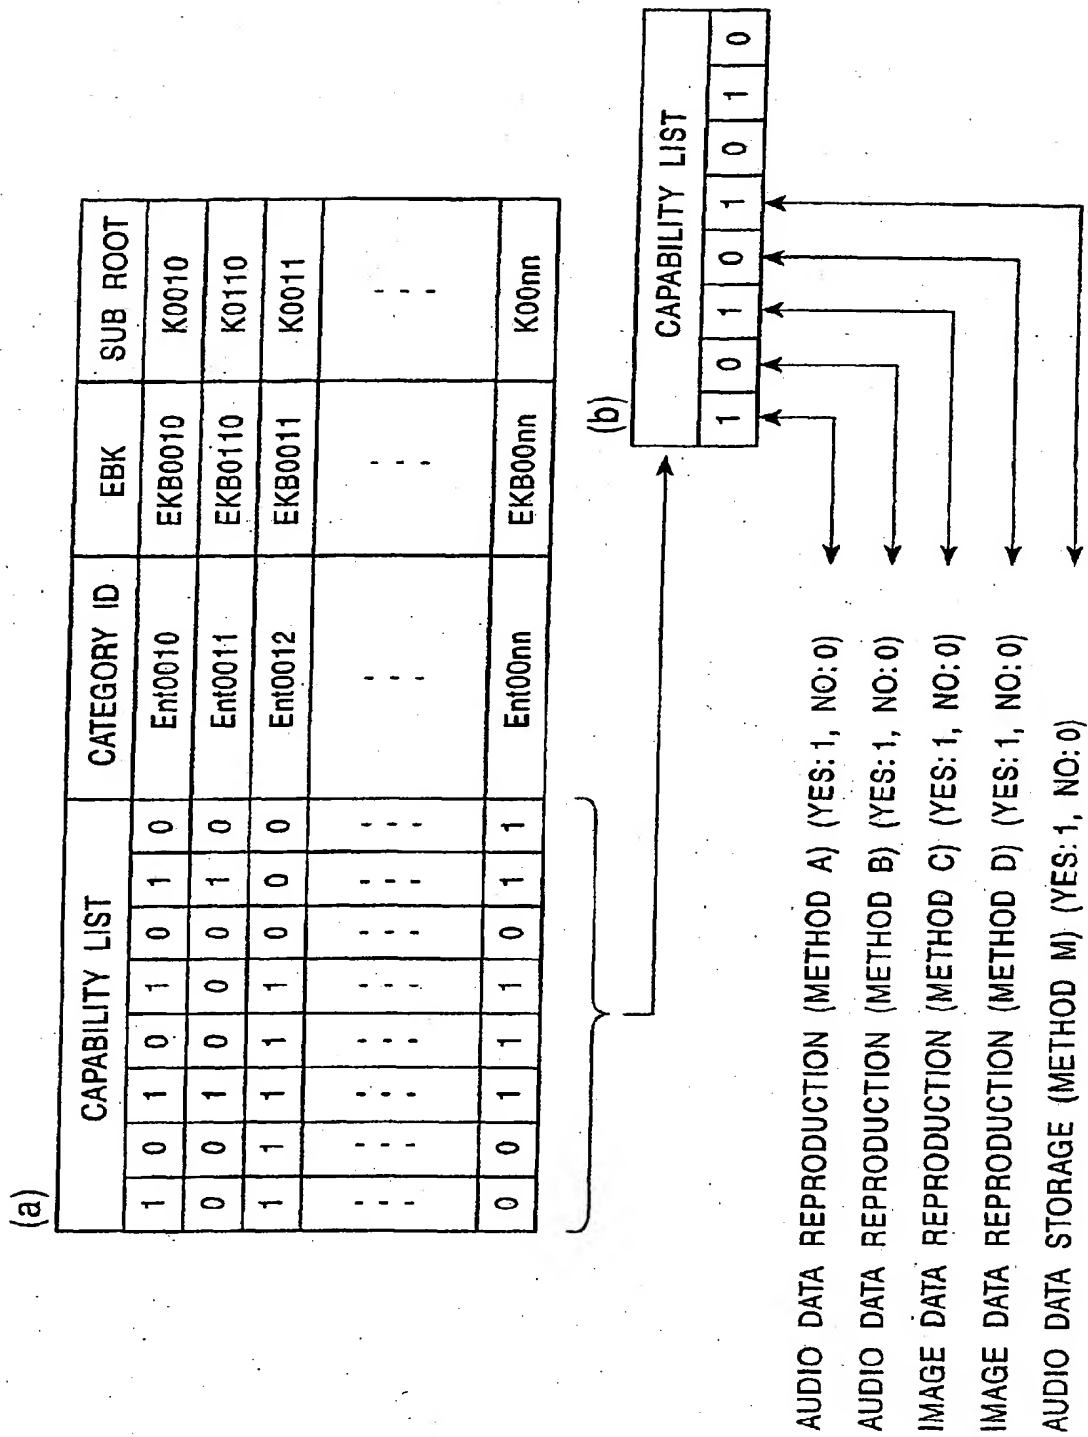 (a)
CAPABILITY LIST CATEGORY ID EBK SUB ROOT
1 0 1 0 1 0 1 0 Ent0010 EKB0010 K0010
0 0 1 0 0 0 1 0 Ent0011 EKB0110 K0110
1 1 1 1 1 0 0 0 Ent0012 EKB0011 K0011
--- --- --- --- --- --- --- --- --- --- ---
0 0 1 1 1 0 1 1 Ent00nn EKB00nn K00nn
(b)
CAPABILITY LIST
1 0 1 0 1 0 1 0
AUDIO DATA REPRODUCTION (METHOD A) (YES:1, NO:0)
AUDIO DATA REPRODUCTION (METHOD B) (YES:1, NO:0)
IMAGE DATA REPRODUCTION (METHOD C) (YES:1, NO:0)
IMAGE DATA REPRODUCTION (METHOD D) (YES:1, NO:0)
AUDIO DATA STORAGE (METHOD M) (YES:1, NO:0)